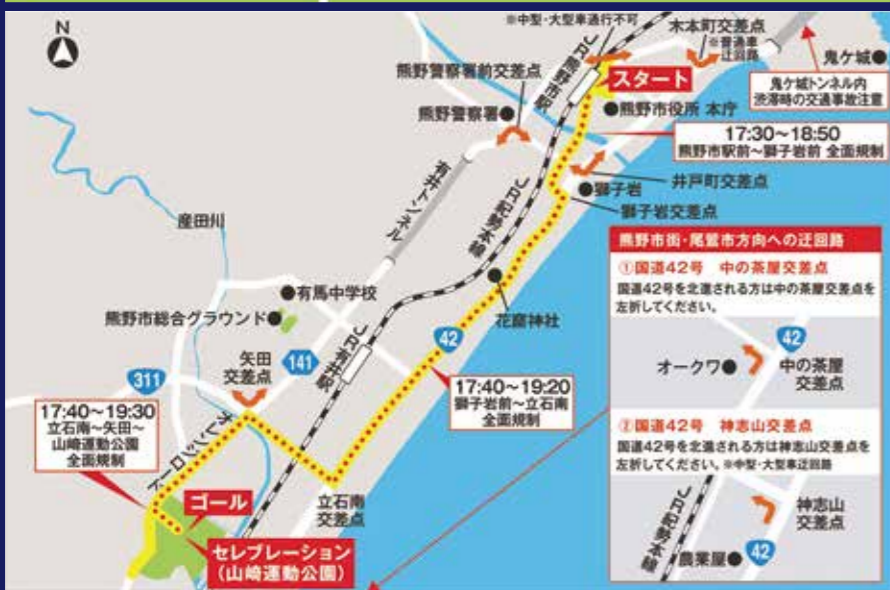 N
※中型・大型車通行不可
木本町交差点
※普通車
迂回路
鬼ケ城
鬼ケ城トンネル内
渋滞時の交通事故注意
JR熊野市駅
スタート
熊野警察署前交差点
熊野警察署
熊野市役所 本庁
17:30~18:50
熊野市駅前~獅子岩前 全面規制
井戸町交差点
獅子岩
獅子岩交差点
有井トンネル
JR紀勢本線
産田川
有馬中学校
熊野市総合グラウンド
花窟神社
42
141
JR有井駅
矢田
交差点
311
17:40~19:20
獅子岩前~立石南
全面規制
17:40~19:30
立石南~矢田~
山崎運動公園
全面規制
オレンジロード
立石南
交差点
ゴール
セレブレーション
(山崎運動公園)
熊野市街・尾鷲市方向への迂回路
①国道42号 中の茶屋交差点
国道42号を北進される方は中の茶屋交差点を
左折してください。
42
オークワ
中の茶屋
交差点
②国道42号 神志山交差点
国道42号を北進される方は神志山交差点を
左折してください。※中型・大型車迂回路
JR紀勢本線
神志山
交差点
農業屋
42